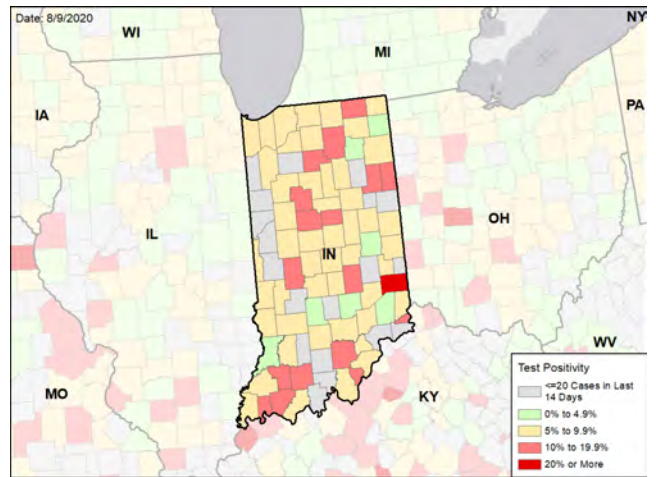 Date: 8/9/2020
WI
MI
NY
IA
PA
IL
OH
IN
WV
MO
KY
Test Positivity
<=20 Cases in Last
14 Days
0% to 4.9%
5% to 9.9%
10% to 19.9%
20% or More